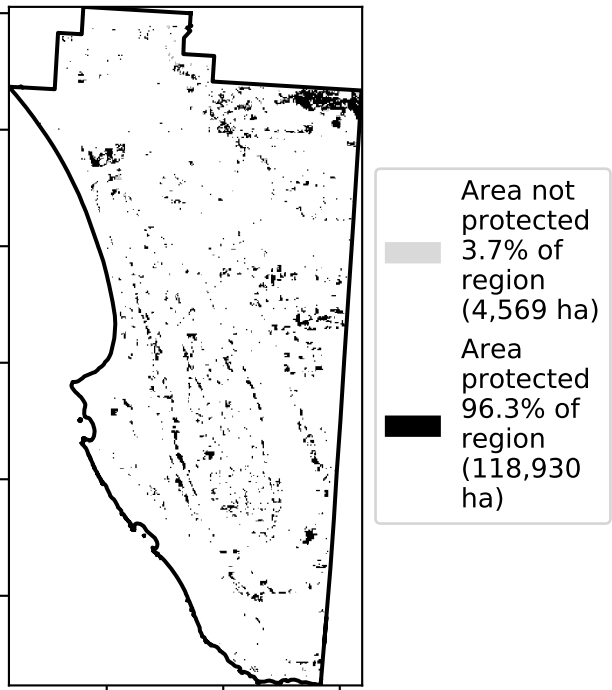 Area not
protected
3.7% of
region
(4,569 ha)
Area
protected
96.3% of
region
(118,930
ha)